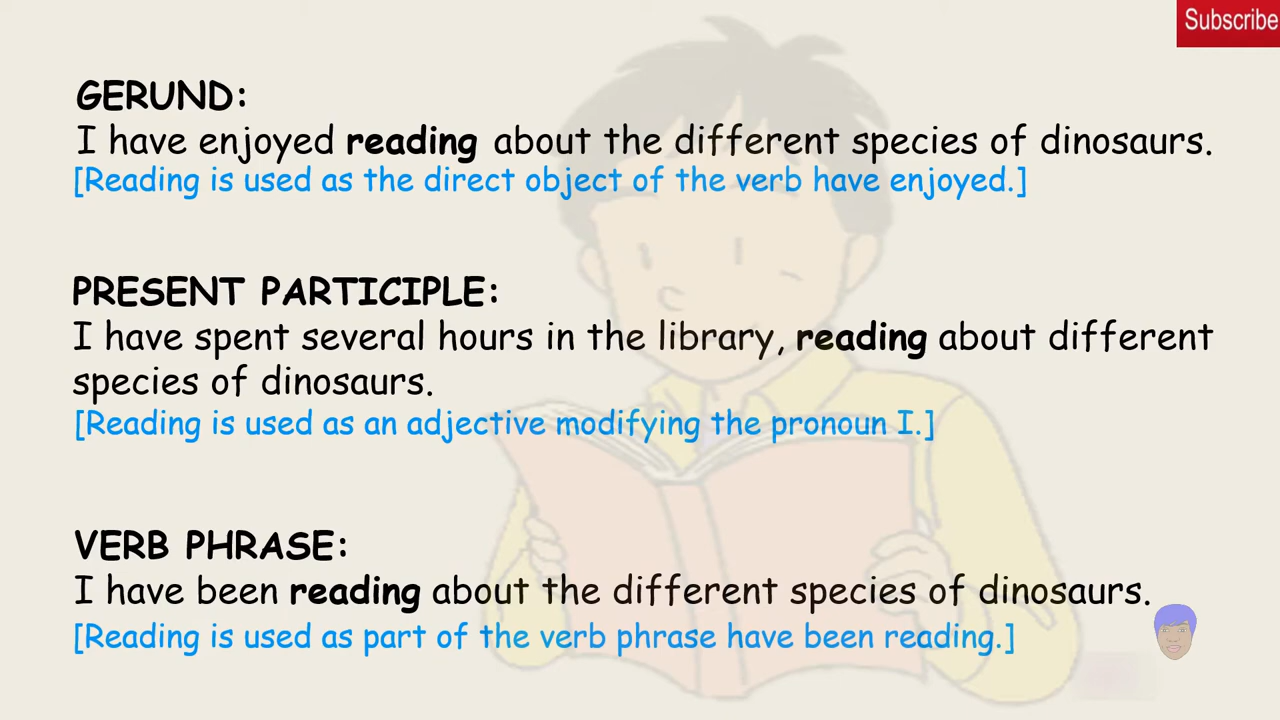 Subscribe
GERUND:
I have enjoyed reading about the different species of dinosaurs.
[Reading is used as the direct object of the verb have enjoyed.]
PRESENT PARTICIPLE:
I have spent several hours in the library, reading about different
species of dinosaurs.
[Reading is used as an adjective modifying the pronoun I.]
VERB PHRASE:
I have been reading about the different species of dinosaurs.
[Reading is used as part of the verb phrase have been reading.]